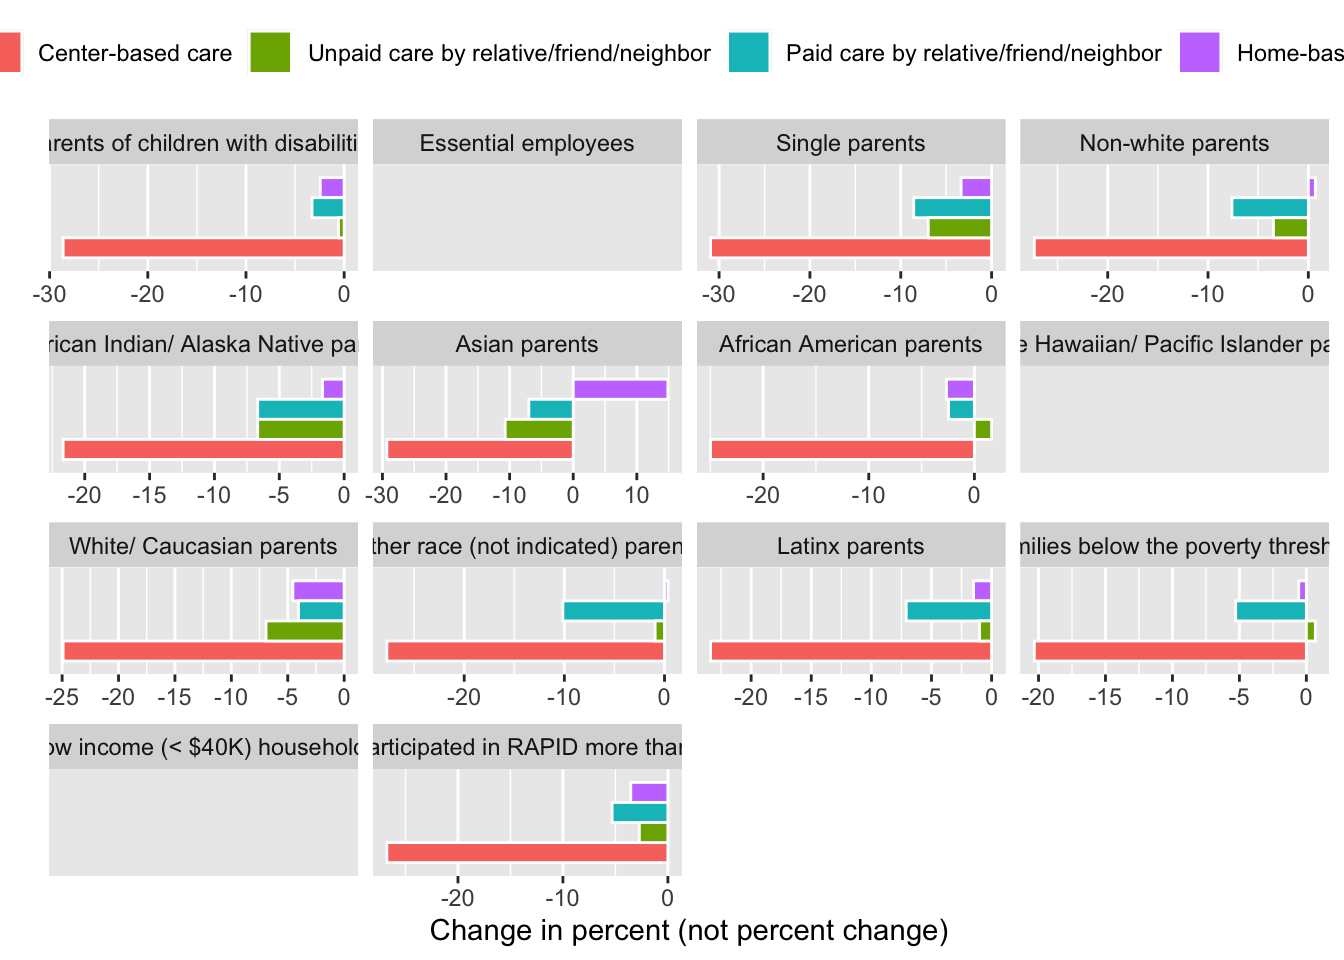 Center-based care Unpaid care by relative/friend/neighbor Paid care by relative/friend/neighbor Home-bas
arents of children with disabiliti Essential employees Single parents Non-white parents
-30 -20 -10 0 -30 -20 -10 0 -20 -10 0
rican Indian/ Alaska Native pa Asian parents African American parents e Hawaiian/ Pacific Islander pa
-20 -15 -10 -5 0 -30 -20 -10 0 10 -20 -10 0
White/ Caucasian parents ther race (not indicated) paren Latinx parents milies below the poverty thresh
-25 -20 -15 -10 -5 0 -20 -10 0 -20 -15 -10 -5 0 -20 -15 -10 -5 0
ow income (< $40K) household articipated in RAPID more than
-20 -10 0
Change in percent (not percent change)